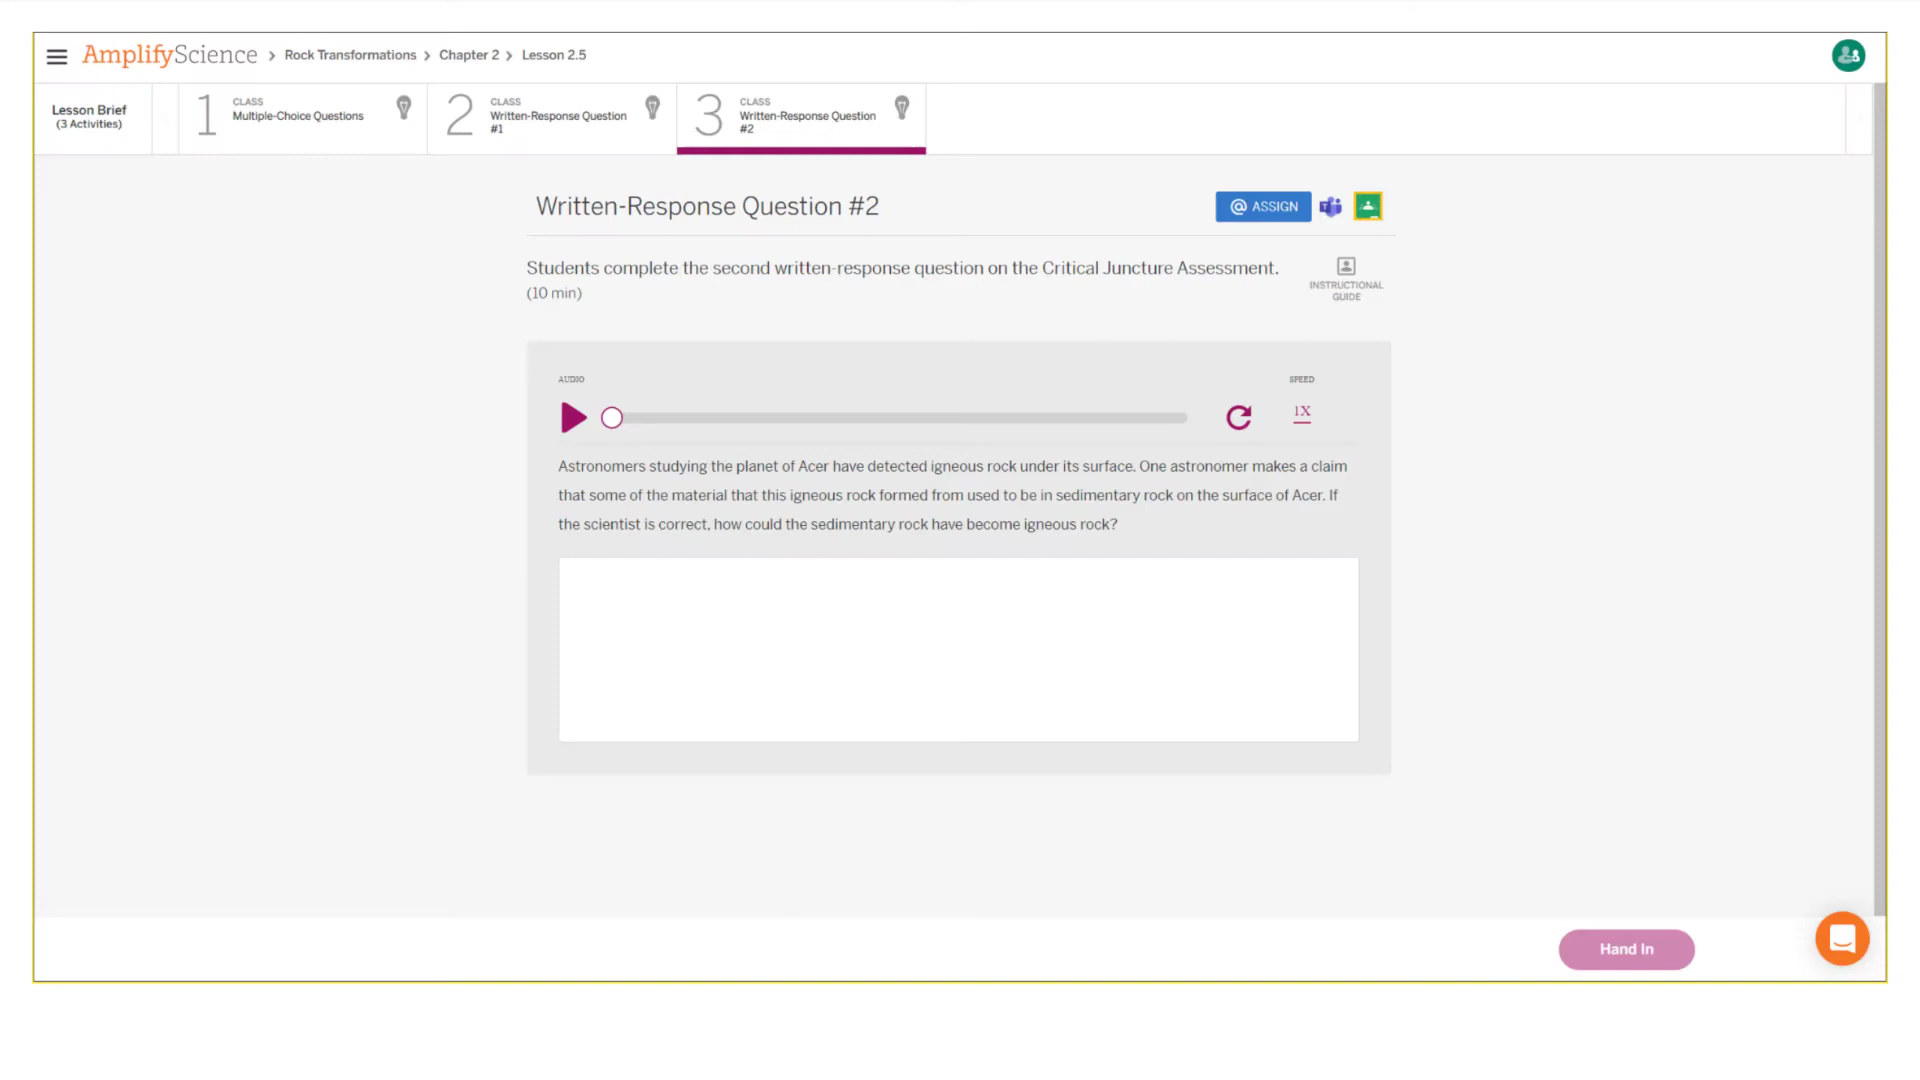 AmplifyScience > Rock Transformations > Chapter 2 > Lesson 2.5
Lesson Brief
(3 Activities)
1
CLASS
Multiple-Choice Questions
2
CLASS
Written-Response Question
#1
3
CLASS
Written-Response Question
#2
Written-Response Question #2
@ ASSIGN
Students complete the second written-response question on the Critical Juncture Assessment.
(10 min)
INSTRUCTIONAL
GUIDE
AUDIO
SPEED
1X
Astronomers studying the planet of Acer have detected igneous rock under its surface. One astronomer makes a claim
that some of the material that this igneous rock formed from used to be in sedimentary rock on the surface of Acer. If
the scientist is correct, how could the sedimentary rock have become igneous rock?
Hand In